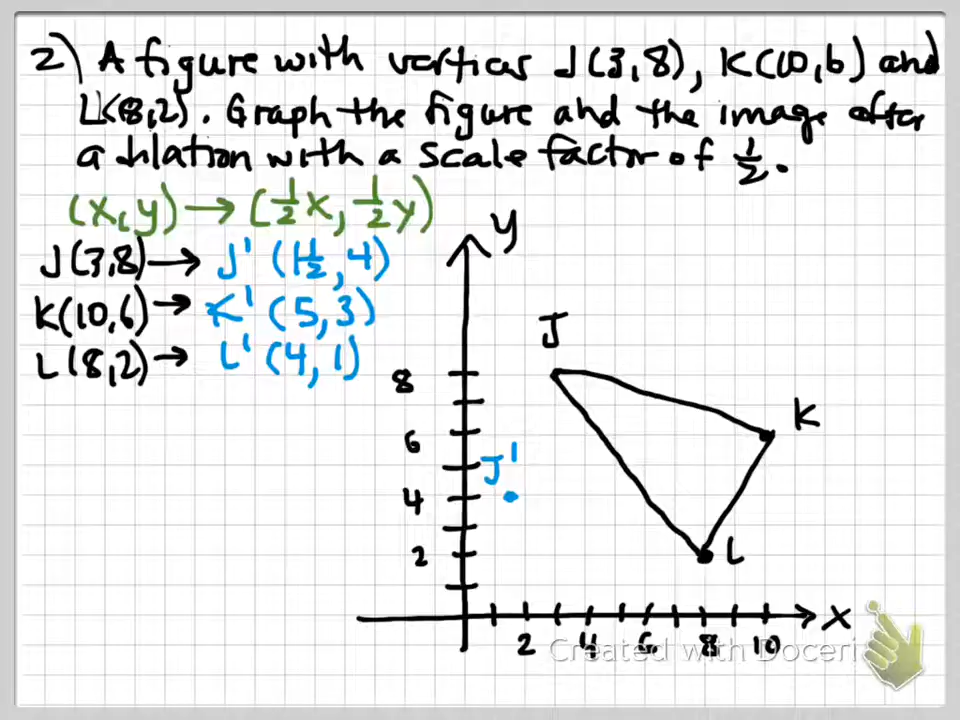 2) A figure with vertices J(3,8), K(10,6) and
L(8,2). Graph the figure and the image after
a dilation with a scale factor of 1/2.
(x,y) → (1/2x, 1/2y)
J(3,8) → J' (1 1/2, 4)
K(10,6) → K' (5,3)
L(8,2) → L' (4,1)
y
J
8
K
6
J'
4
2
L
x
2 4 6 8 10
Created with Doceri